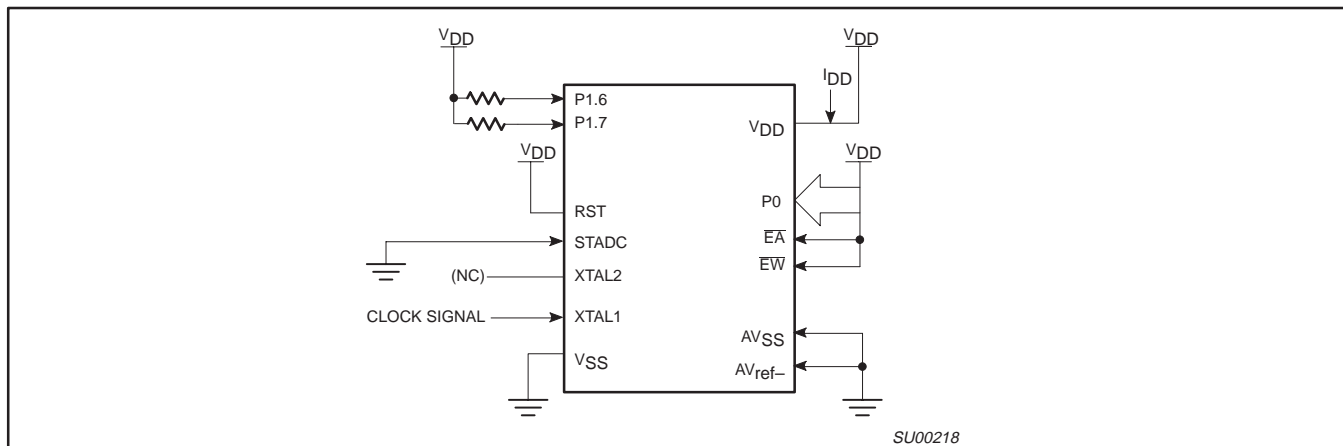 VDD
VDD
IDD
P1.6
P1.7
VDD
VDD
VDD
P0
RST
EA
STADC
EW
(NC)
XTAL2
CLOCK SIGNAL
XTAL1
AVSS
VSS
AVref–
SU00218